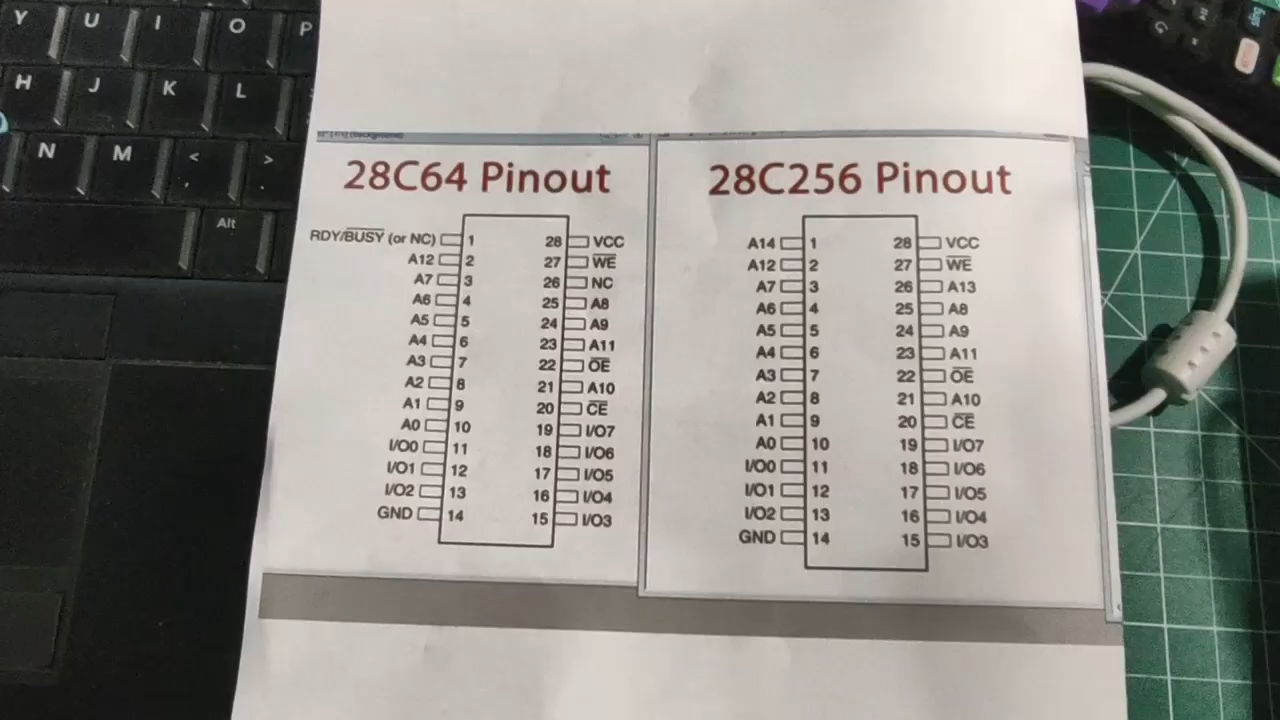 Y U I O P
H J K L
N M < >
, .
Alt
28C64 Pinout
RDY/BUSY (or NC) 1 28 VCC
A12 2 27 WE
A7 3 26 NC
A6 4 25 A8
A5 5 24 A9
A4 6 23 A11
A3 7 22 OE
A2 8 21 A10
A1 9 20 CE
A0 10 19 I/O7
I/O0 11 18 I/O6
I/O1 12 17 I/O5
I/O2 13 16 I/O4
GND 14 15 I/O3
28C256 Pinout
A14 1 28 VCC
A12 2 27 WE
A7 3 26 A13
A6 4 25 A8
A5 5 24 A9
A4 6 23 A11
A3 7 22 OE
A2 8 21 A10
A1 9 20 CE
A0 10 19 I/O7
I/O0 11 18 I/O6
I/O1 12 17 I/O5
I/O2 13 16 I/O4
GND 14 15 I/O3